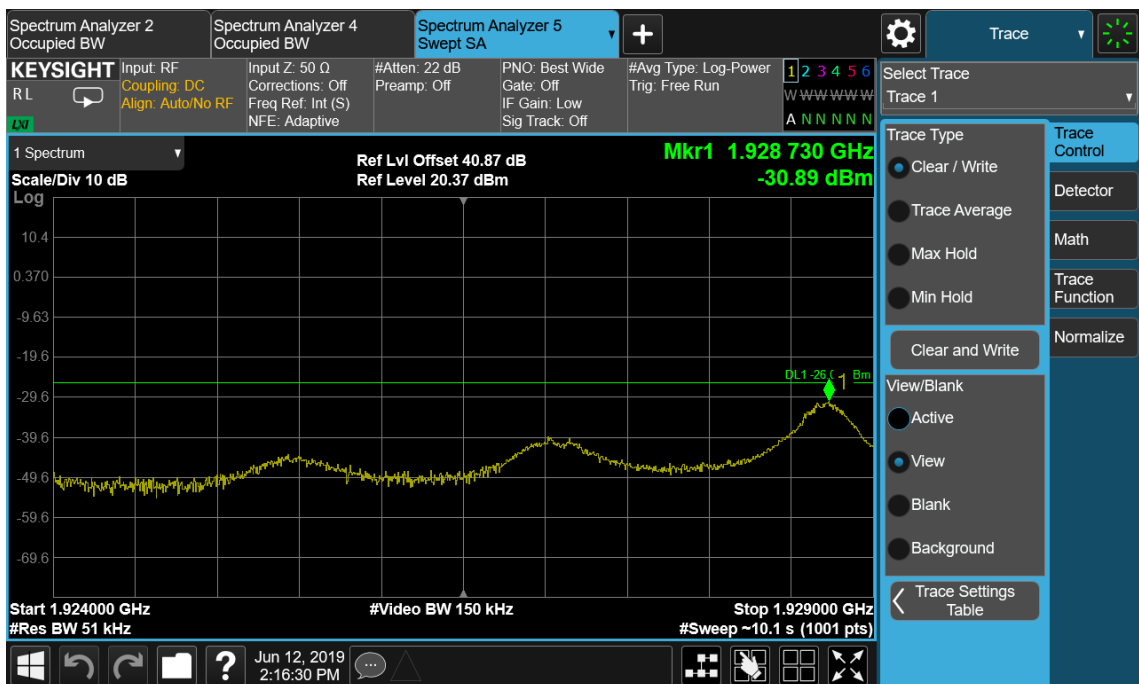 Spectrum Analyzer 2
Occupied BW
Spectrum Analyzer 4
Occupied BW
Spectrum Analyzer 5
Swept SA
Trace
KEYSIGHT
RL
LXI
Input: RF
Coupling: DC
Align: Auto/No RF
Input Z: 50 Ω
Corrections: Off
Freq Ref: Int (S)
NFE: Adaptive
#Atten: 22 dB
Preamp: Off
PNO: Best Wide
Gate: Off
IF Gain: Low
Sig Track: Off
#Avg Type: Log-Power
Trig: Free Run
1 2 3 4 5 6
W W W W W W
A N N N N N
Select Trace
Trace 1
1 Spectrum
Scale/Div 10 dB
Log
Ref Lvl Offset 40.87 dB
Ref Level 20.37 dBm
Mkr1 1.928 730 GHz
-30.89 dBm
10.4
0.370
-9.63
-19.6
-29.6
-39.6
-49.6
-59.6
-69.6
DL1 -26.
1
Bm
Start 1.924000 GHz
#Res BW 51 kHz
#Video BW 150 kHz
Stop 1.929000 GHz
#Sweep ~10.1 s (1001 pts)
Trace Type
Clear / Write
Trace Average
Max Hold
Min Hold
Clear and Write
View/Blank
Active
View
Blank
Background
Trace Settings
Table
Trace
Control
Detector
Math
Trace
Function
Normalize
?
Jun 12, 2019
2:16:30 PM